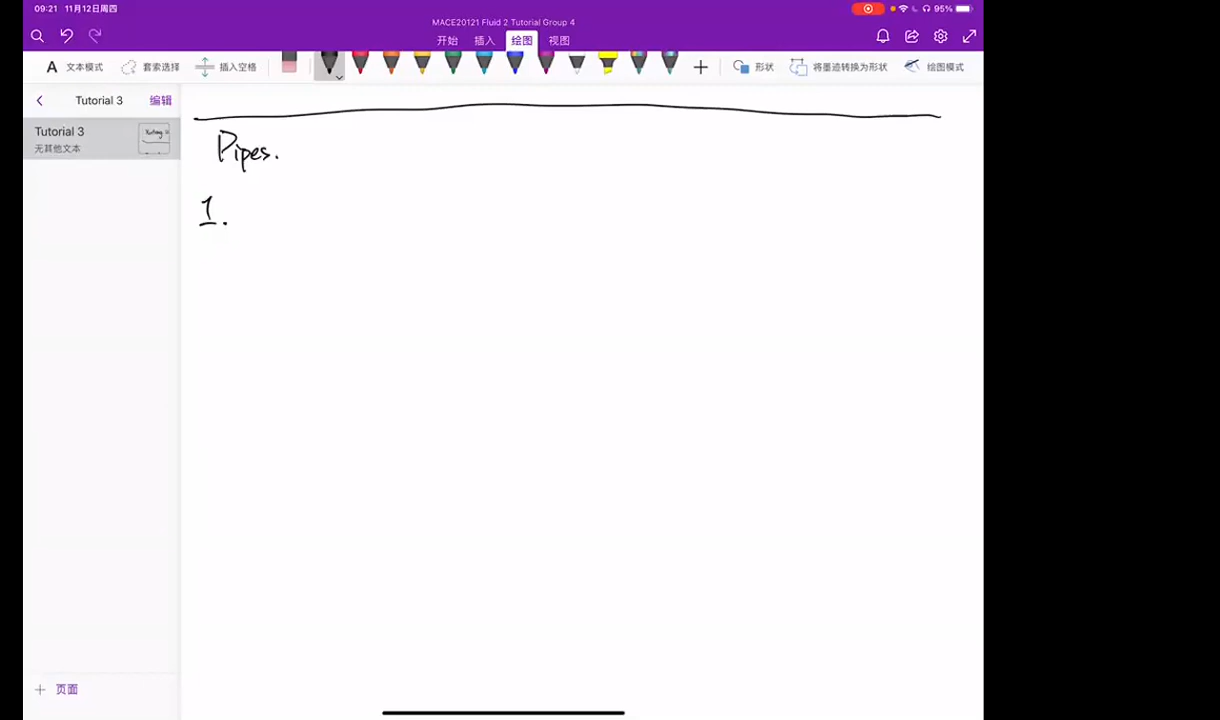 09:21 11月12日周四
95%
MACE20121 Fluid 2 Tutorial Group 4
开始 插入 绘图 视图
A 文本模式 套索选择 插入空格 形状 将墨迹转换为形状 绘图模式
Tutorial 3 编辑
Tutorial 3
无其他文本
Pipes.
1.
页面